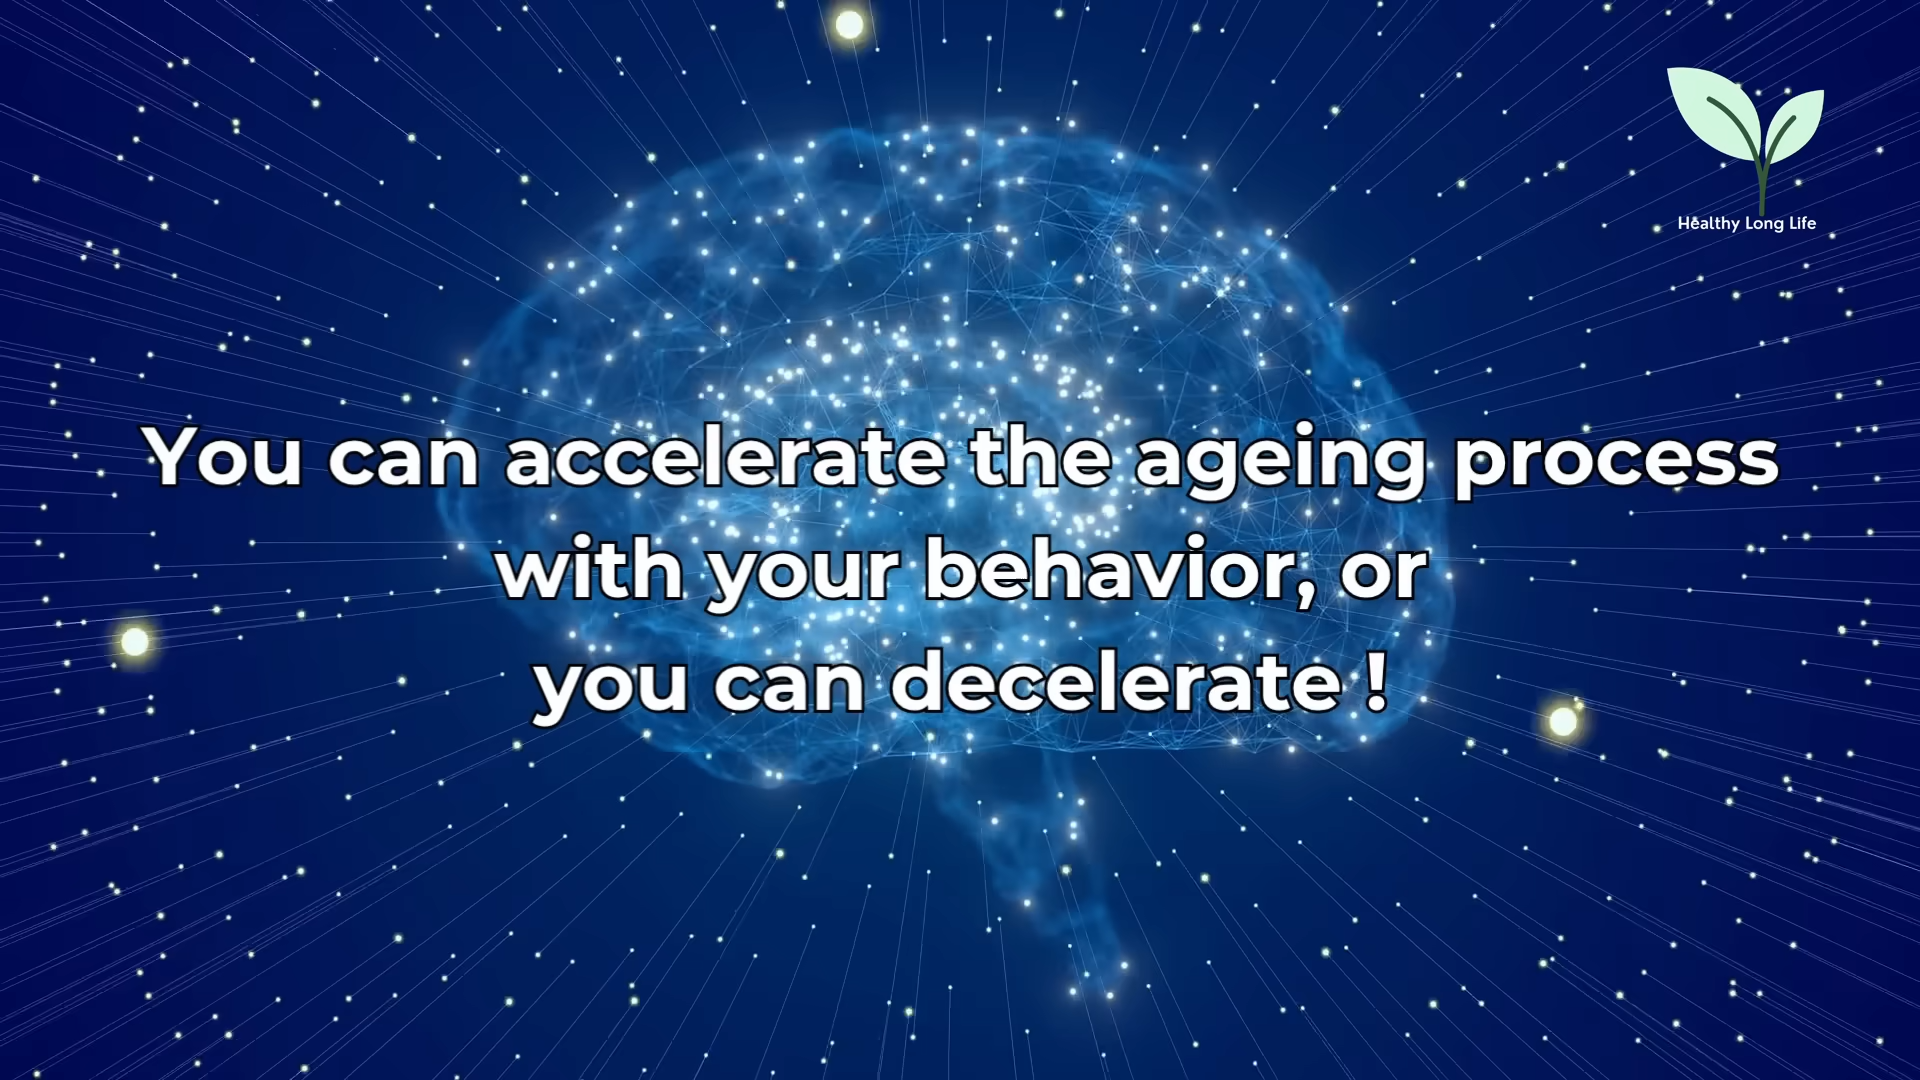 Healthy Long Life
You can accelerate the ageing process
with your behavior, or
you can decelerate !